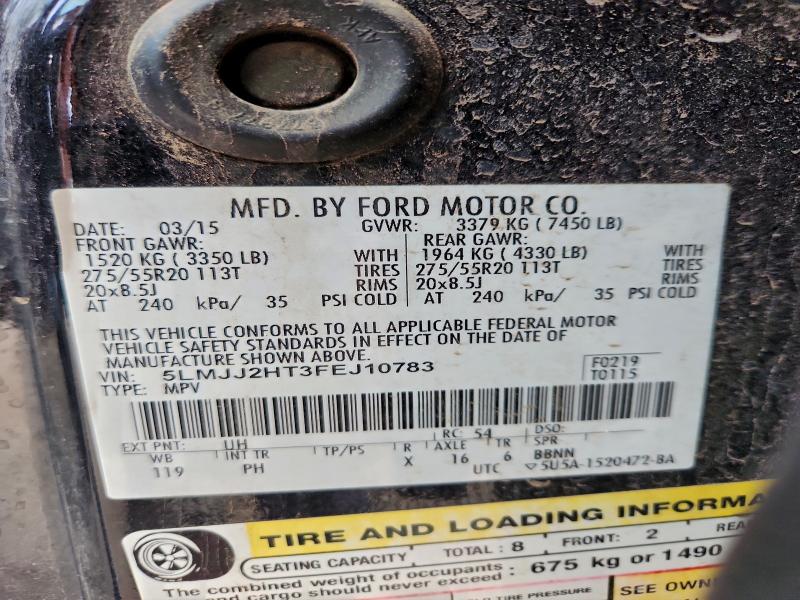 MFD. BY FORD MOTOR CO.
DATE: 03/15 GVWR: 3379 KG ( 7450 LB)
FRONT GAWR: REAR GAWR:
1520 KG ( 3350 LB) WITH 1964 KG ( 4330 LB) WITH
275/55R20 113T TIRES 275/55R20 113T TIRES
20x8.5J RIMS 20x8.5J RIMS
AT 240 kPa/ 35 PSI COLD AT 240 kPa/ 35 PSI COLD
THIS VEHICLE CONFORMS TO ALL APPLICABLE FEDERAL MOTOR
VEHICLE SAFETY STANDARDS IN EFFECT ON THE DATE OF
MANUFACTURE SHOWN ABOVE.
VIN: 5LMJJ2HT3FEJ10783 F0219
TYPE: MPV T0115
EXT PNT: UH RC: 54 DSO:
WB INT TR TP/PS R AXLE TR SPR
119 PH X 16 6 BBNN
UTC ▽5U5A-1520472-BA
TIRE AND LOADING INFORMA
SEATING CAPACITY TOTAL : 8 FRONT: 2 REA
The combined weight of occupants : 675 kg or 1490
and cargo should never exceed
TIRE PRESSURE SEE OWN